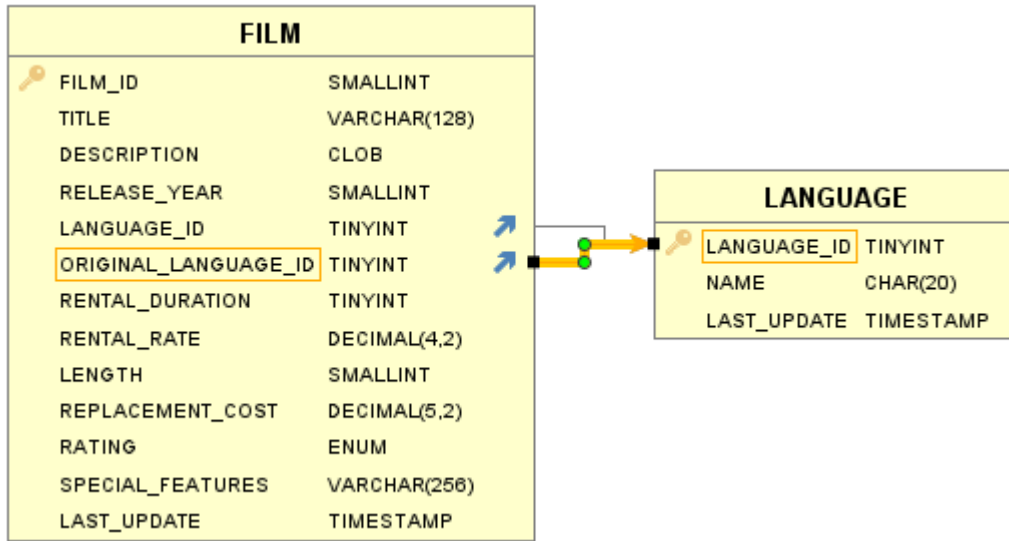 FILM
FILM_ID SMALLINT
TITLE VARCHAR(128)
DESCRIPTION CLOB
RELEASE_YEAR SMALLINT
LANGUAGE_ID TINYINT
ORIGINAL_LANGUAGE_ID TINYINT
RENTAL_DURATION TINYINT
RENTAL_RATE DECIMAL(4,2)
LENGTH SMALLINT
REPLACEMENT_COST DECIMAL(5,2)
RATING ENUM
SPECIAL_FEATURES VARCHAR(256)
LAST_UPDATE TIMESTAMP
LANGUAGE
LANGUAGE_ID TINYINT
NAME CHAR(20)
LAST_UPDATE TIMESTAMP